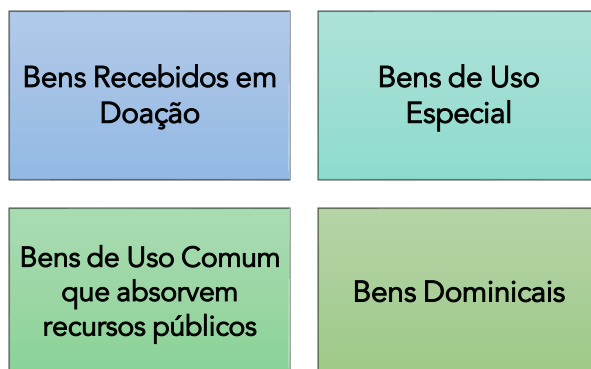 Bens Recebidos em
Doação
Bens de Uso
Especial
Bens de Uso Comum
que absorvem
recursos públicos
Bens Dominicais